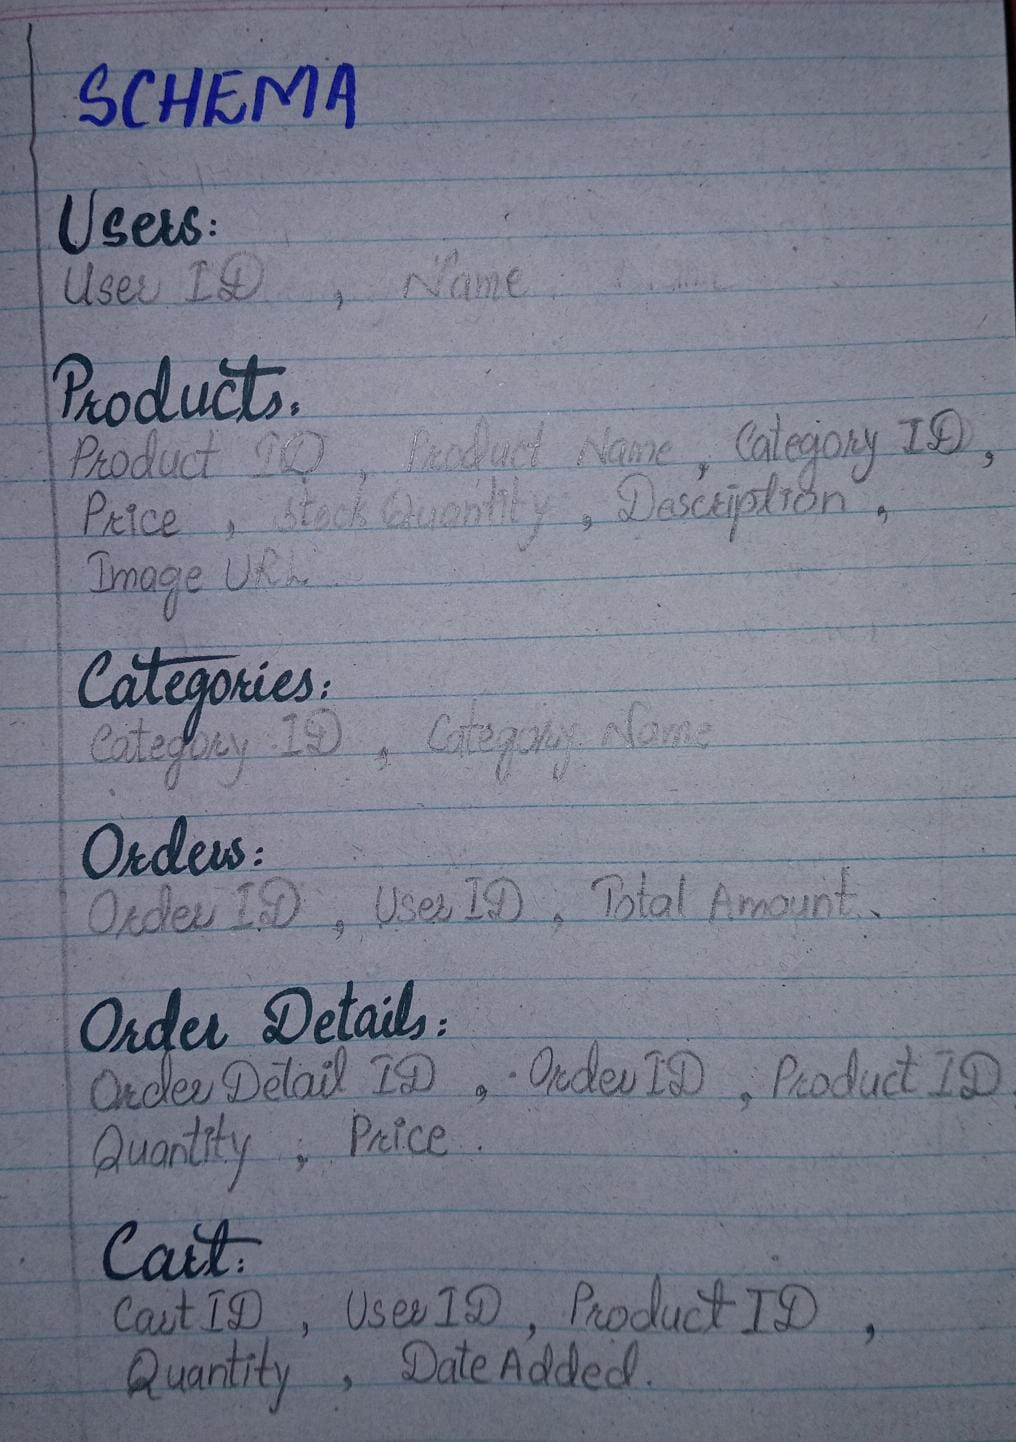 SCHEMA
Users:
User ID , Name
Products:
Product ID , Product Name , Category ID ,
Price , Stock Quantity , Description ,
Image URL
Categories:
Category ID , Category Name
Orders:
Order ID , User ID , Total Amount.
Order Details:
Order Detail ID , Order ID , Product ID
Quantity , Price .
Cart:
Cart ID , User ID , Product ID ,
Quantity , Date Added.